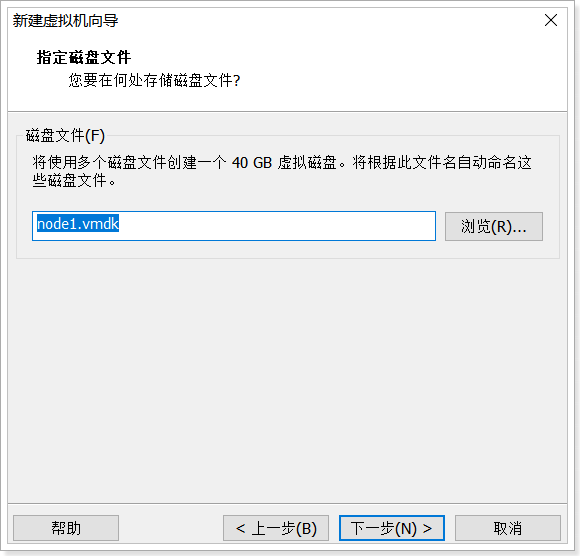 新建虚拟机向导
指定磁盘文件
您要在何处存储磁盘文件?
磁盘文件(F)
将使用多个磁盘文件创建一个 40 GB 虚拟磁盘。将根据此文件名自动命名这
些磁盘文件。
node1.vmdk
浏览(R)...
帮助
< 上一步(B)
下一步(N) >
取消